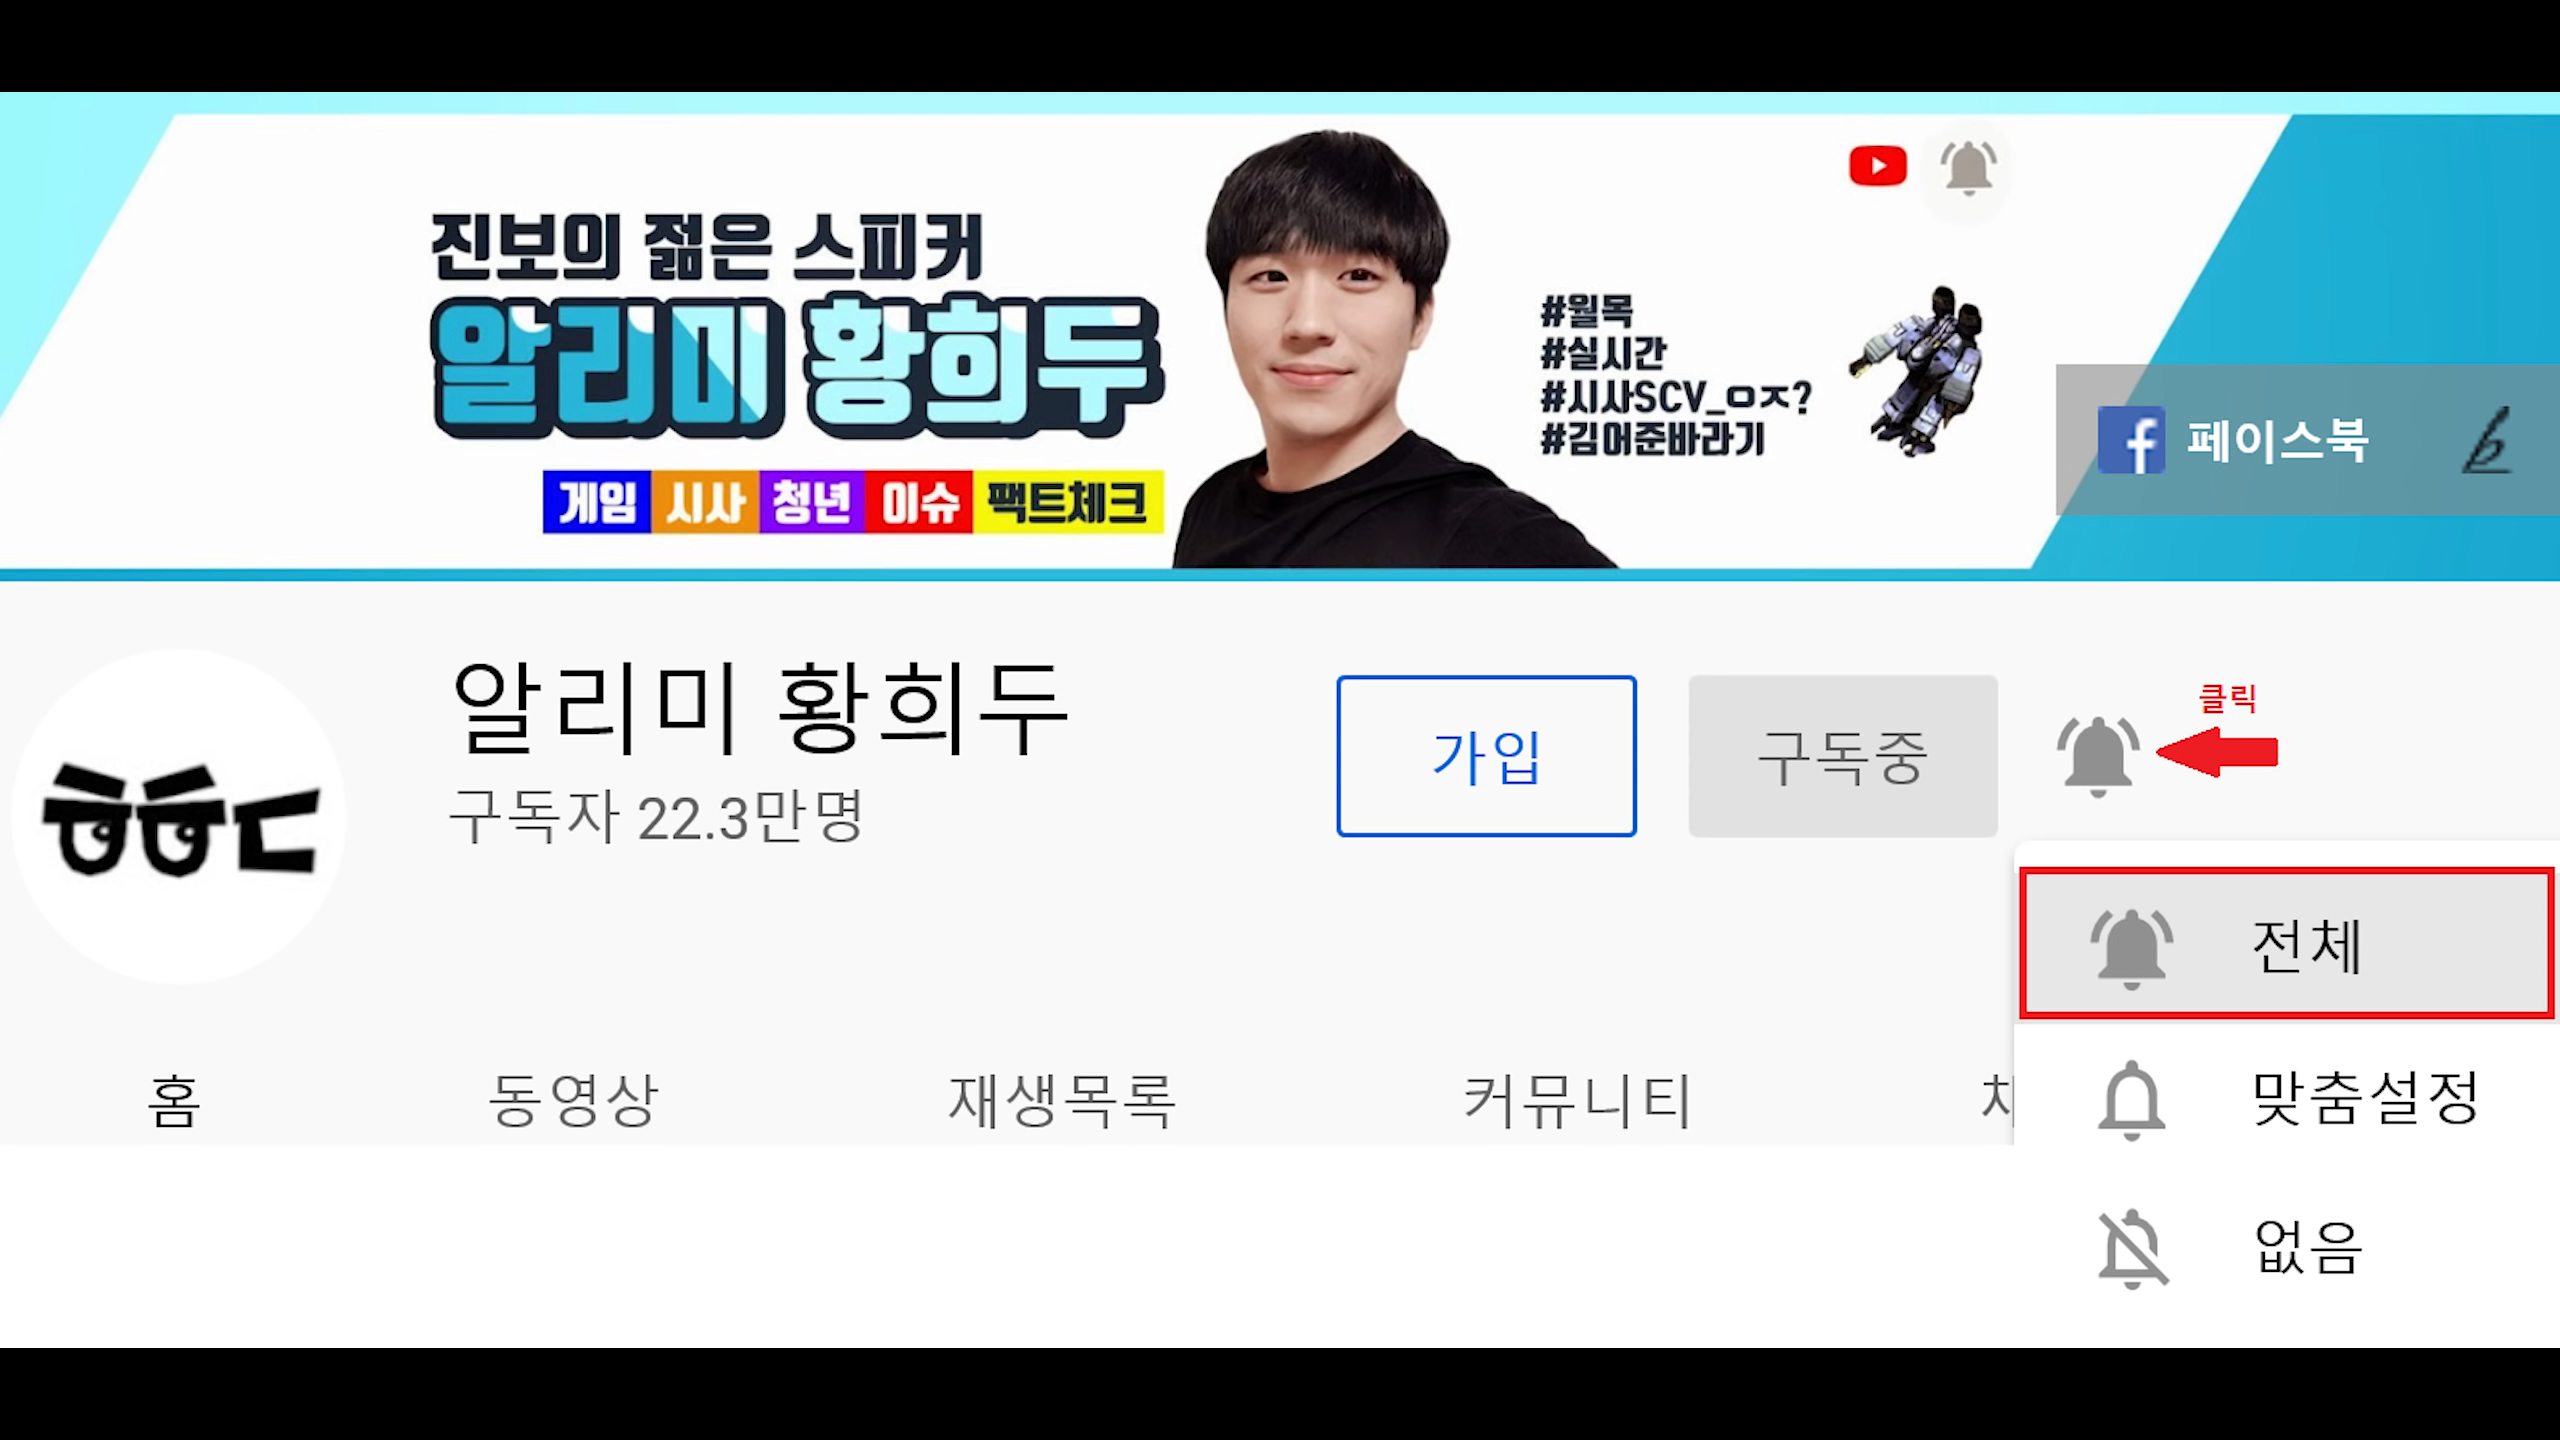 진보의 젊은 스피커
알리미 황희두
게임 시사 청년 이슈 팩트체크
#월목
#실시간
#시사SCV_ㅇㅈ?
#김어준바라기
페이스북
알리미 황희두
구독자 22.3만명
가입
구독중
클릭
ㅎㅎㄷ
전체
맞춤설정
없음
홈 동영상 재생목록 커뮤니티